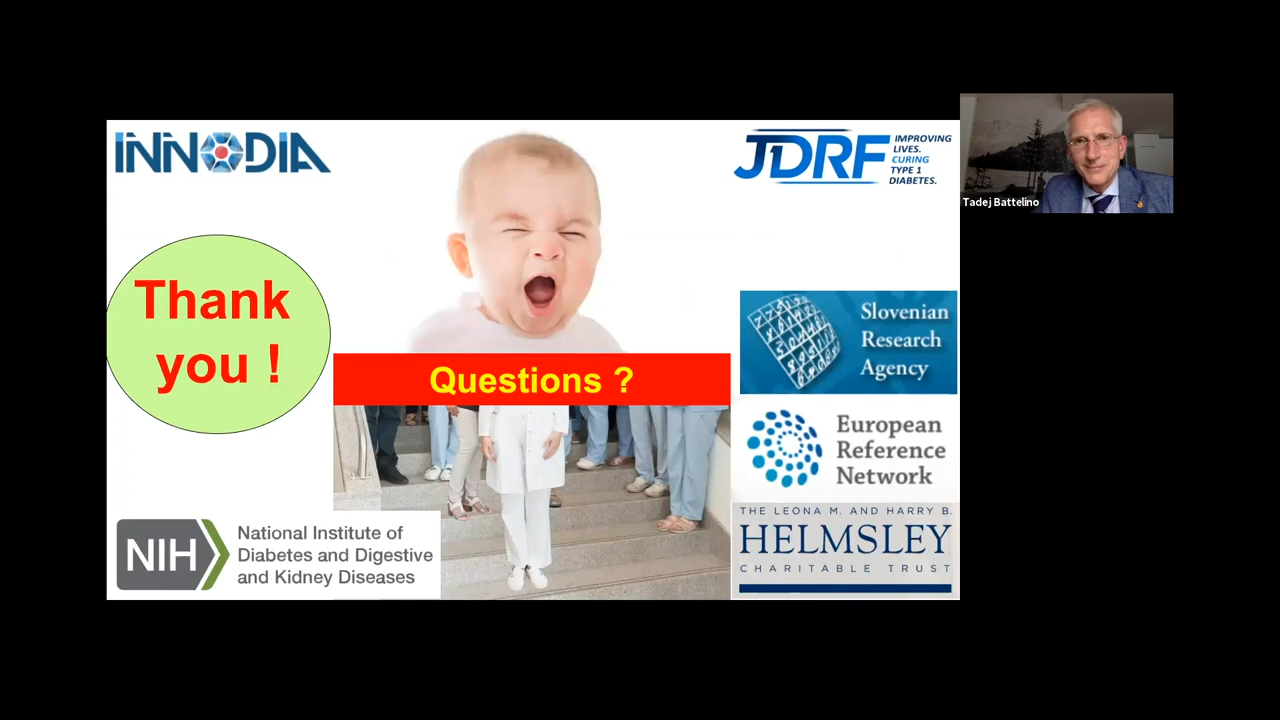 INNODIA
JDRF
IMPROVING
LIVES.
CURING
TYPE 1
DIABETES.
Tadej Battelino
Thank
you !
Questions ?
Slovenian
Research
Agency
European
Reference
Network
THE LEONA M. AND HARRY B.
HELMSLEY
CHARITABLE TRUST
NIH
National Institute of
Diabetes and Digestive
and Kidney Diseases